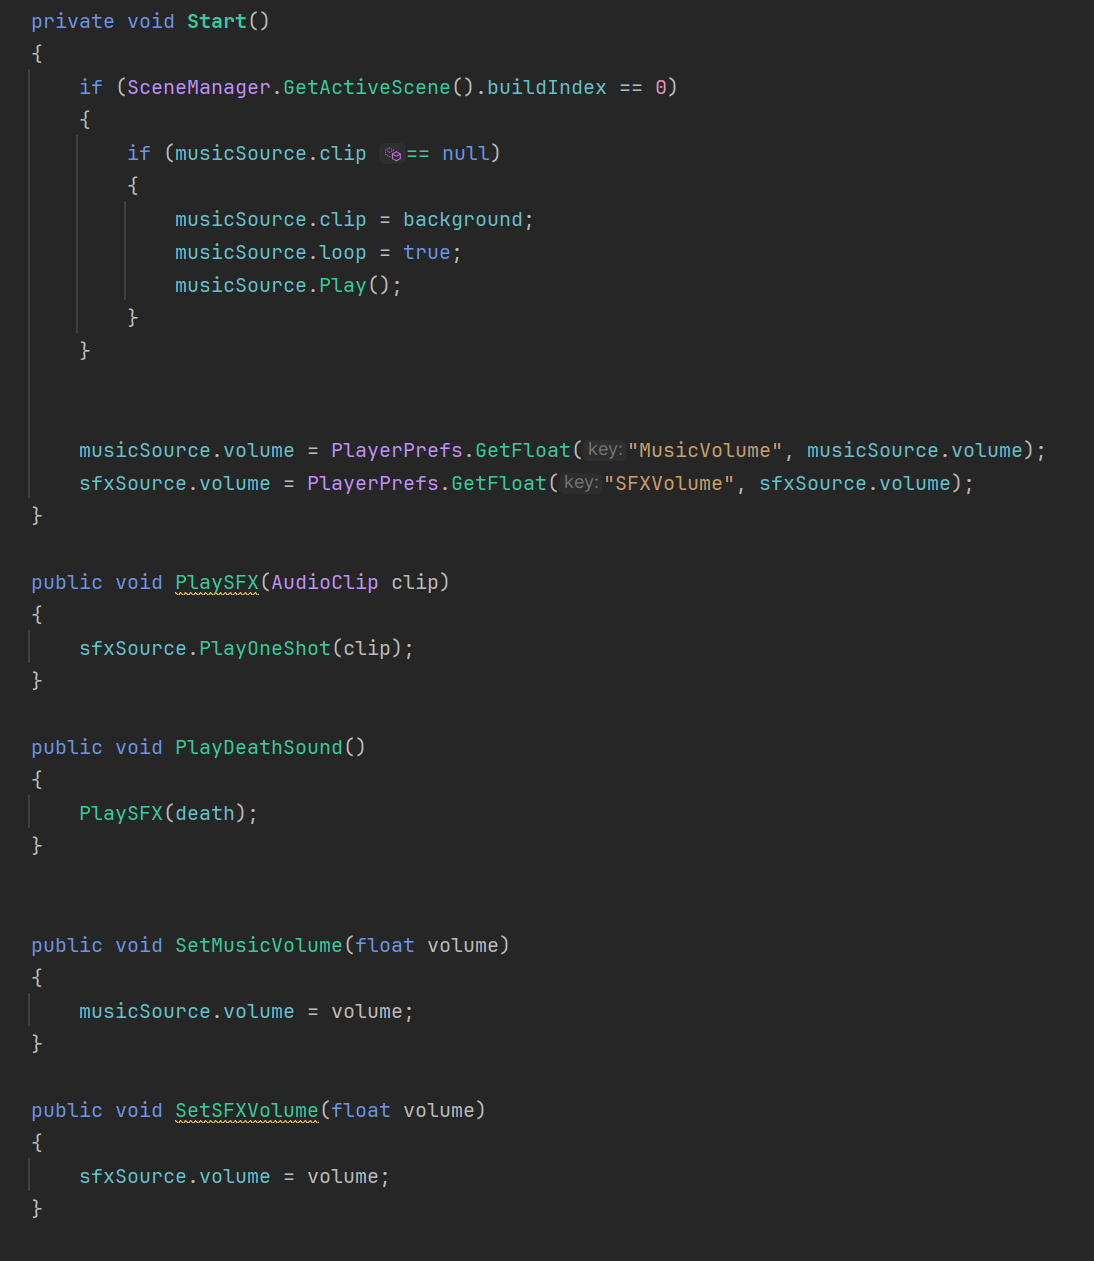 private void Start()
{
    if (SceneManager.GetActiveScene().buildIndex == 0)
    {
        if (musicSource.clip == null)
        {
            musicSource.clip = background;
            musicSource.loop = true;
            musicSource.Play();
        }
    }


    musicSource.volume = PlayerPrefs.GetFloat(key:"MusicVolume", musicSource.volume);
    sfxSource.volume = PlayerPrefs.GetFloat(key:"SFXVolume", sfxSource.volume);
}

public void PlaySFX(AudioClip clip)
{
    sfxSource.PlayOneShot(clip);
}

public void PlayDeathSound()
{
    PlaySFX(death);
}


public void SetMusicVolume(float volume)
{
    musicSource.volume = volume;
}

public void SetSFXVolume(float volume)
{
    sfxSource.volume = volume;
}